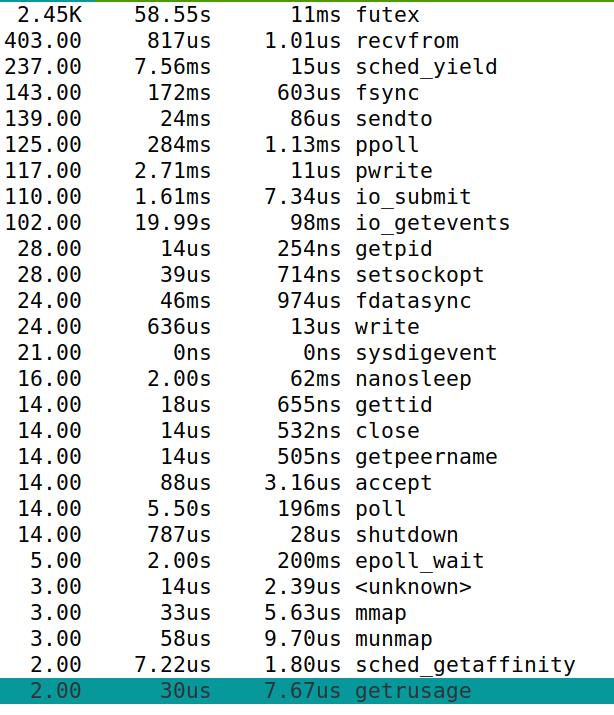 2.45K 58.55s 11ms futex
403.00 817us 1.01us recvfrom
237.00 7.56ms 15us sched_yield
143.00 172ms 603us fsync
139.00 24ms 86us sendto
125.00 284ms 1.13ms ppoll
117.00 2.71ms 11us pwrite
110.00 1.61ms 7.34us io_submit
102.00 19.99s 98ms io_getevents
28.00 14us 254ns getpid
28.00 39us 714ns setsockopt
24.00 46ms 974us fdatasync
24.00 636us 13us write
21.00 0ns 0ns sysdigevent
16.00 2.00s 62ms nanosleep
14.00 18us 655ns gettid
14.00 14us 532ns close
14.00 14us 505ns getpeername
14.00 88us 3.16us accept
14.00 5.50s 196ms poll
14.00 787us 28us shutdown
5.00 2.00s 200ms epoll_wait
3.00 14us 2.39us <unknown>
3.00 33us 5.63us mmap
3.00 58us 9.70us munmap
2.00 7.22us 1.80us sched_getaffinity
2.00 30us 7.67us getrusage